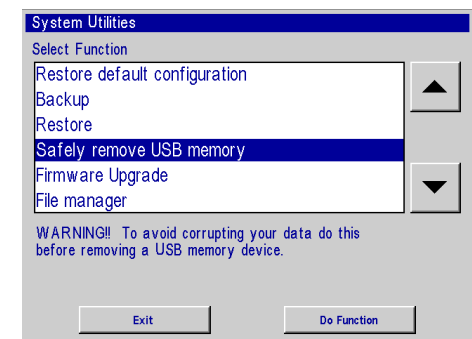 System Utilities
Select Function
Restore default configuration
Backup
Restore
Safely remove USB memory
Firmware Upgrade
File manager
WARNING!! To avoid corrupting your data do this
before removing a USB memory device.
Exit Do Function